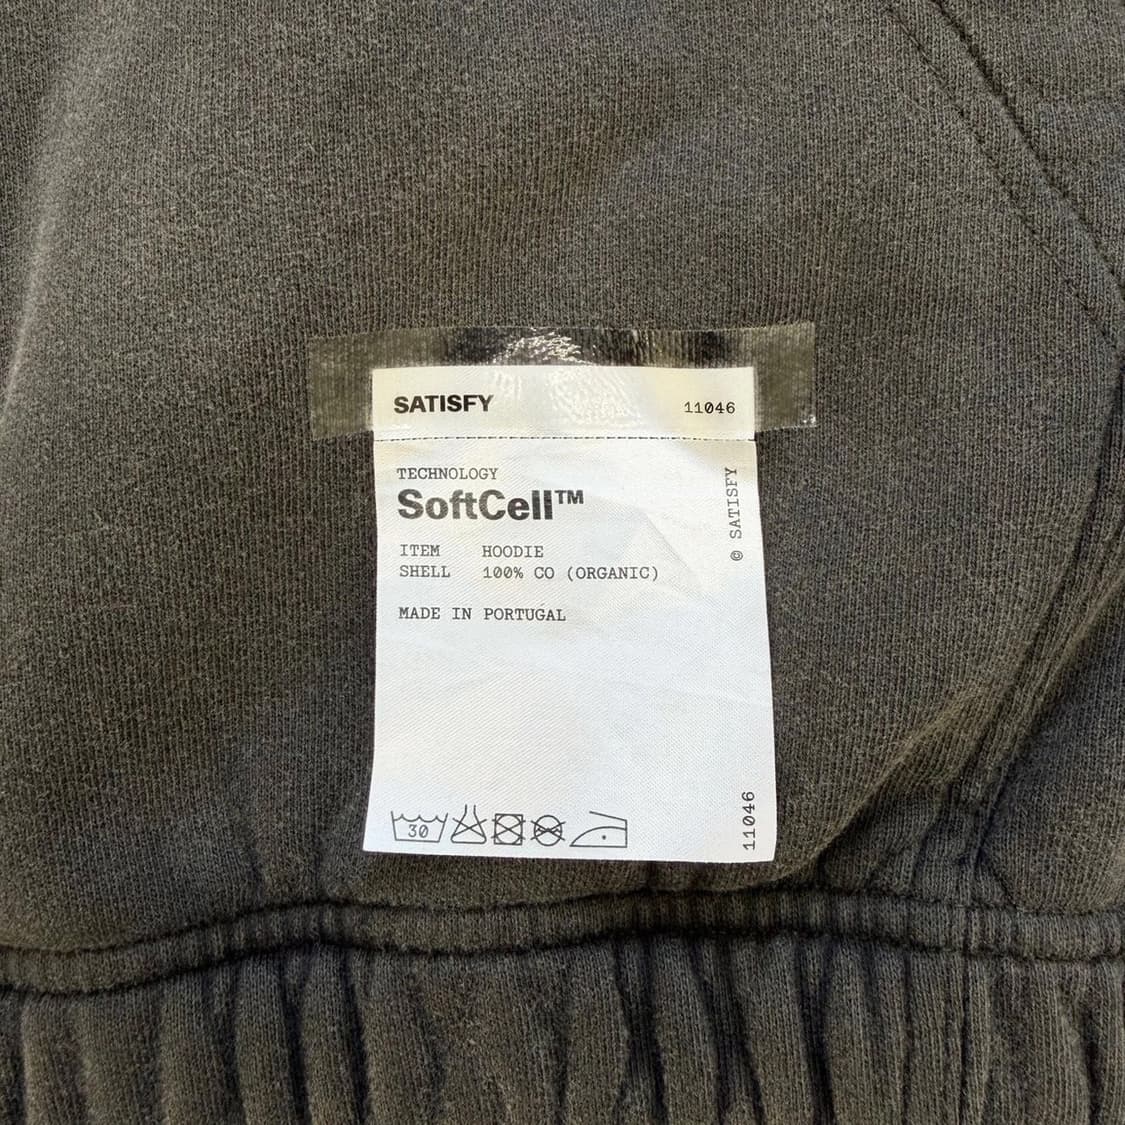 SATISFY 11046
TECHNOLOGY
SoftCell™
ITEM HOODIE
SHELL 100% CO (ORGANIC)
MADE IN PORTUGAL
© SATISFY
30
11046